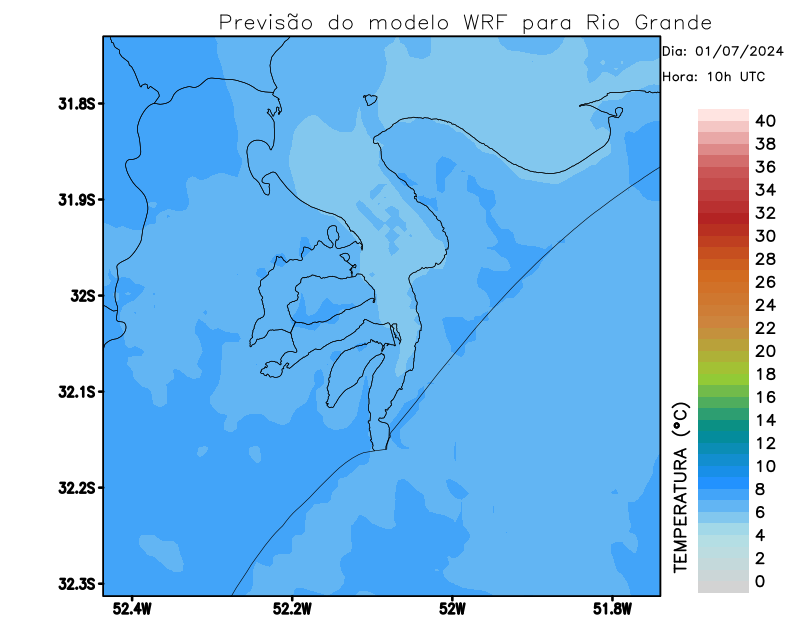 Previsão do modelo WRF para Rio Grande
Dia: 01/07/2024
Hora: 10h UTC
31.8S
31.9S
32S
32.1S
32.2S
32.3S
52.4W
52.2W
52W
51.8W
TEMPERATURA (°C)
40
38
36
34
32
30
28
26
24
22
20
18
16
14
12
10
8
6
4
2
0